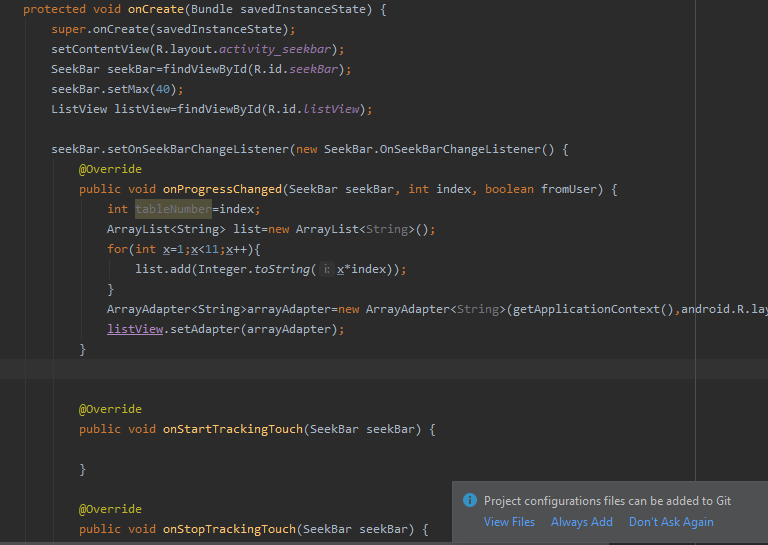 protected void onCreate(Bundle savedInstanceState) {
super.onCreate(savedInstanceState);
setContentView(R.layout.activity_seekbar);
SeekBar seekBar=findViewById(R.id.seekBar);
seekBar.setMax(40);
ListView listView=findViewById(R.id.listView);
seekBar.setOnSeekBarChangeListener(new SeekBar.OnSeekBarChangeListener() {
@Override
public void onProgressChanged(SeekBar seekBar, int index, boolean fromUser) {
int tableNumber=index;
ArrayList<String> list=new ArrayList<String>();
for(int x=1;x<11;x++){
list.add(Integer.toString( i: x*index));
}
ArrayAdapter<String>arrayAdapter=new ArrayAdapter<String>(getApplicationContext(),android.R.lay
listView.setAdapter(arrayAdapter);
}
@Override
public void onStartTrackingTouch(SeekBar seekBar) {
}
@Override
public void onStopTrackingTouch(SeekBar seekBar) {
Project configurations files can be added to Git
View Files Always Add Don't Ask Again